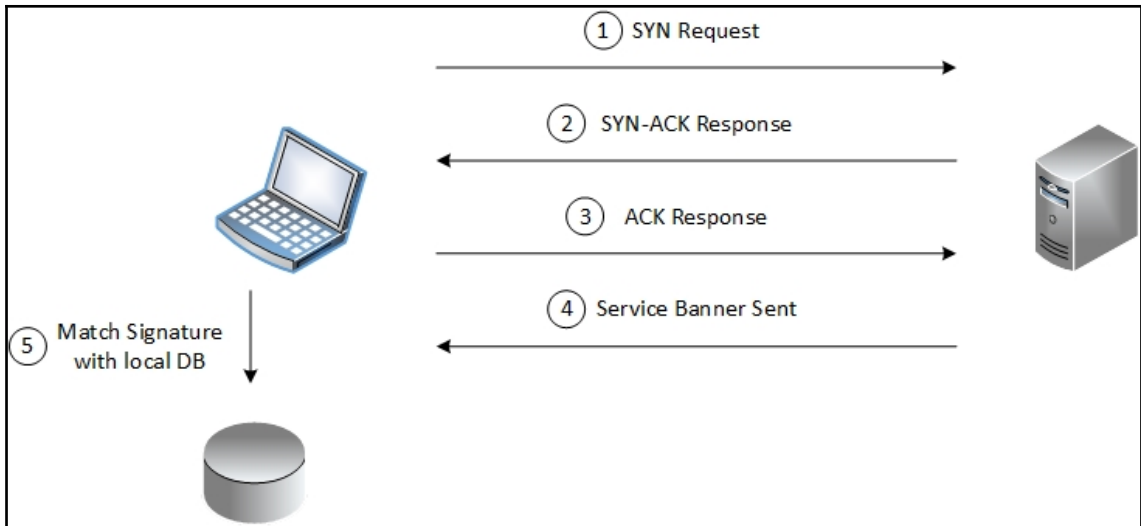 1 SYN Request
2 SYN-ACK Response
3 ACK Response
4 Service Banner Sent
5 Match Signature
with local DB